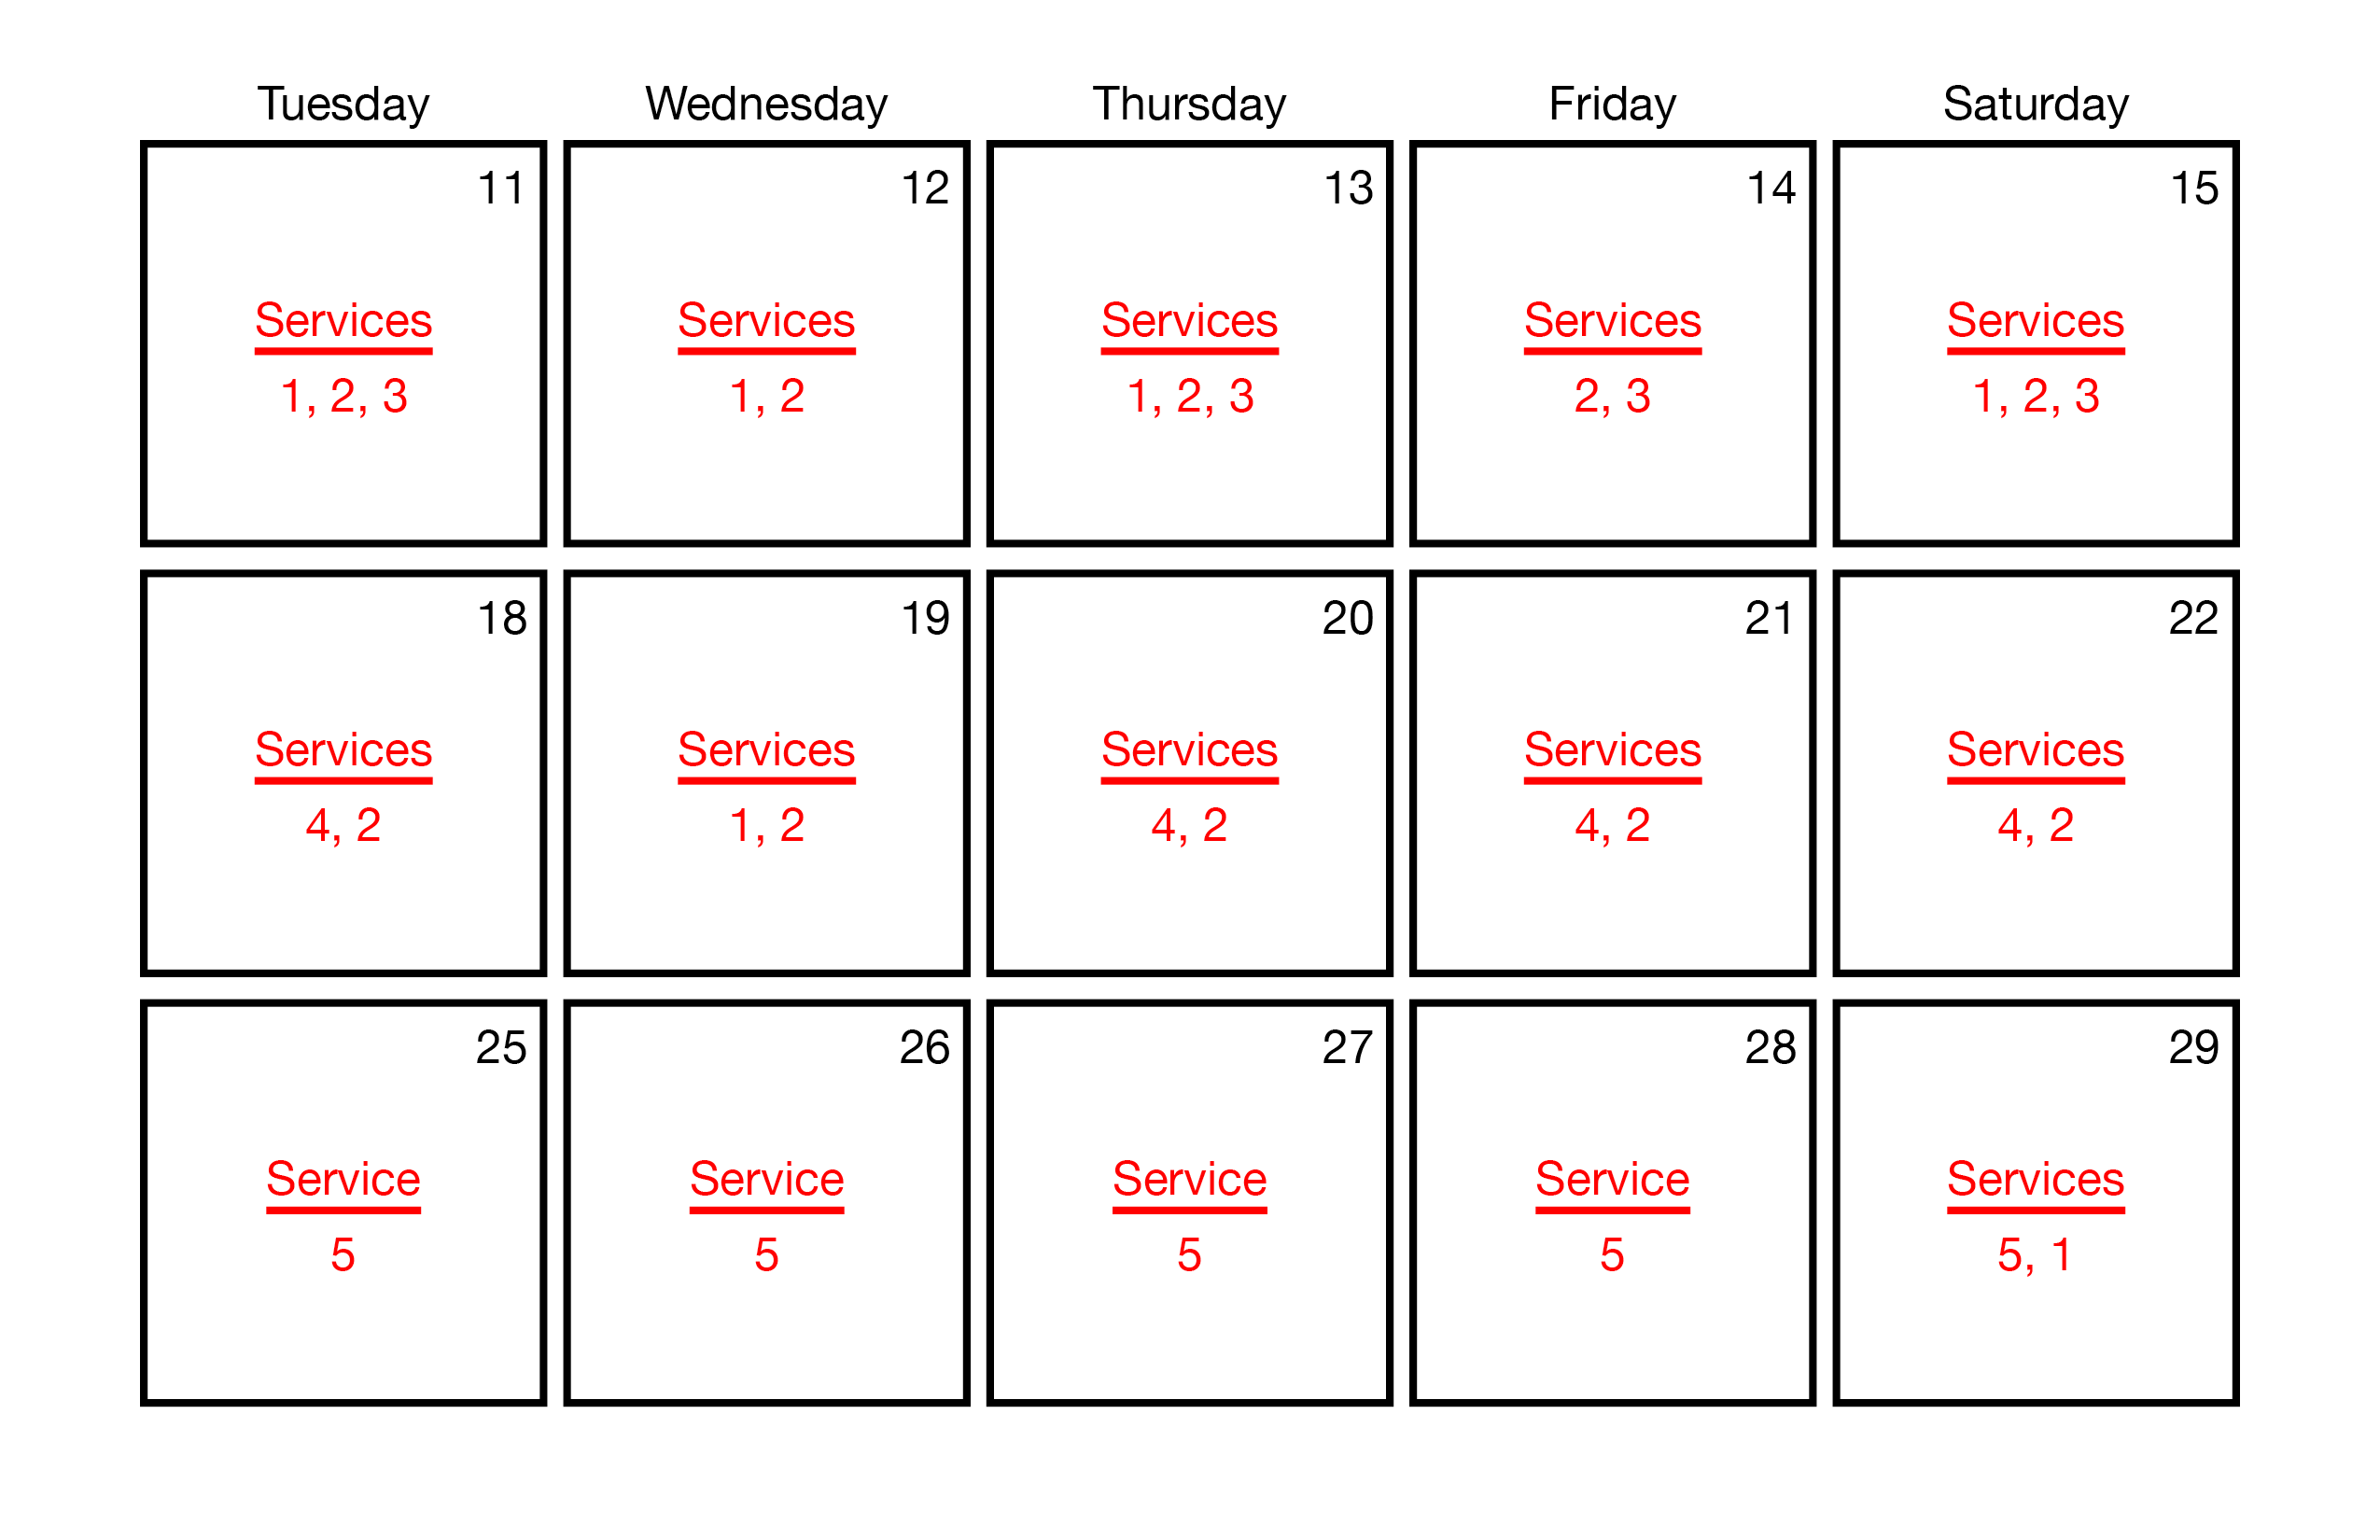 Tuesday Wednesday Thursday Friday Saturday
11 12 13 14 15
Services Services Services Services Services
1, 2, 3 1, 2 1, 2, 3 2, 3 1, 2, 3
18 19 20 21 22
Services Services Services Services Services
4, 2 1, 2 4, 2 4, 2 4, 2
25 26 27 28 29
Service Service Service Service Services
5 5 5 5 5, 1